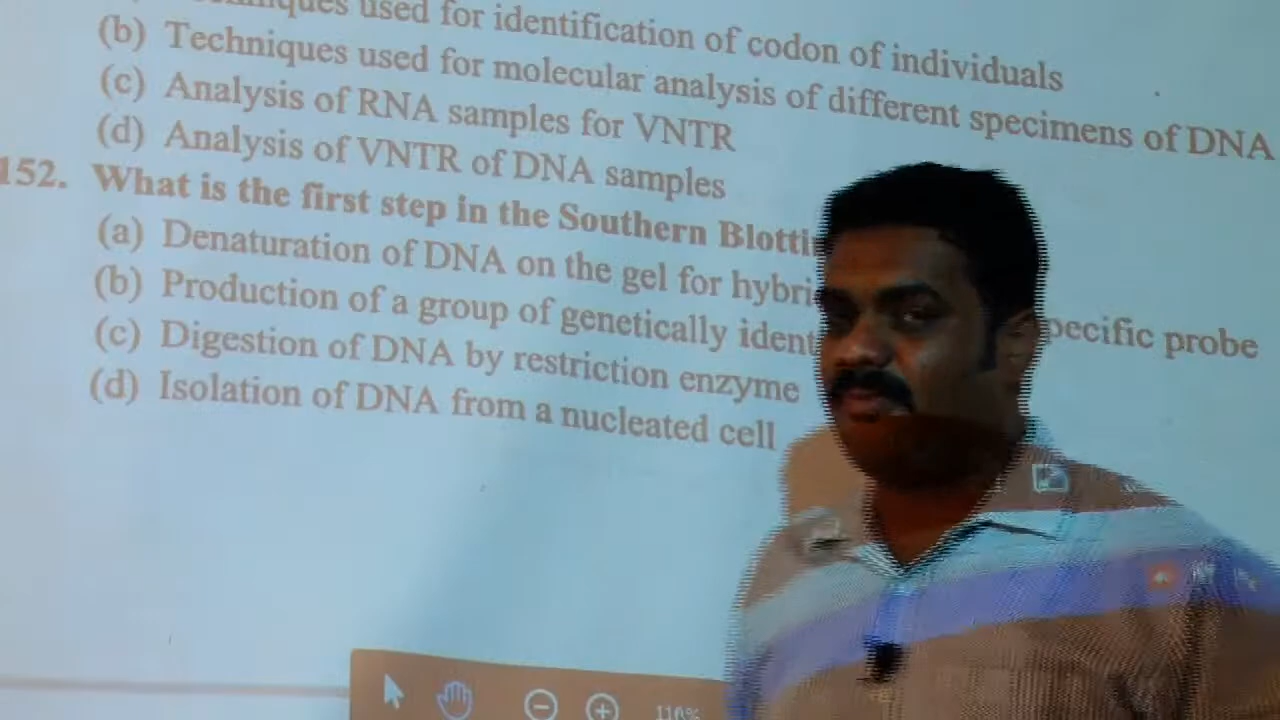 used for identification of codon of individuals
(b) Techniques used for molecular analysis of different specimens of DNA
(c) Analysis of RNA samples for VNTR
(d) Analysis of VNTR of DNA samples
152. What is the first step in the Southern
(a) Denaturation of DNA on the gel for
(b) Production of a group of genetically
(c) Digestion of DNA by restriction enzyme
(d) Isolation of DNA from a nucleated cell
probe